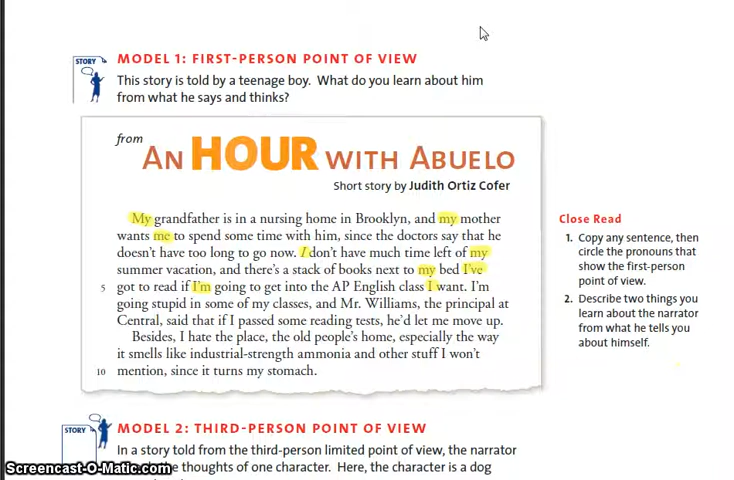 STORY
MODEL 1: FIRST-PERSON POINT OF VIEW
This story is told by a teenage boy. What do you learn about him
from what he says and thinks?
from
AN HOUR WITH ABUELO
Short story by Judith Ortiz Cofer
My grandfather is in a nursing home in Brooklyn, and my mother
wants me to spend some time with him, since the doctors say that he
doesn't have too long to go now. I don't have much time left of my
summer vacation, and there's a stack of books next to my bed I've
5 got to read if I'm going to get into the AP English class I want. I'm
going stupid in some of my classes, and Mr. Williams, the principal at
Central, said that if I passed some reading tests, he'd let me move up.
Besides, I hate the place, the old people's home, especially the way
it smells like industrial-strength ammonia and other stuff I won't
10 mention, since it turns my stomach.
Close Read
1. Copy any sentence, then
circle the pronouns that
show the first-person
point of view.
2. Describe two things you
learn about the narrator
from what he tells you
about himself.
STORY
MODEL 2: THIRD-PERSON POINT OF VIEW
In a story told from the third-person limited point of view, the narrator
the thoughts of one character. Here, the character is a dog
Screencast-O-Matic.com